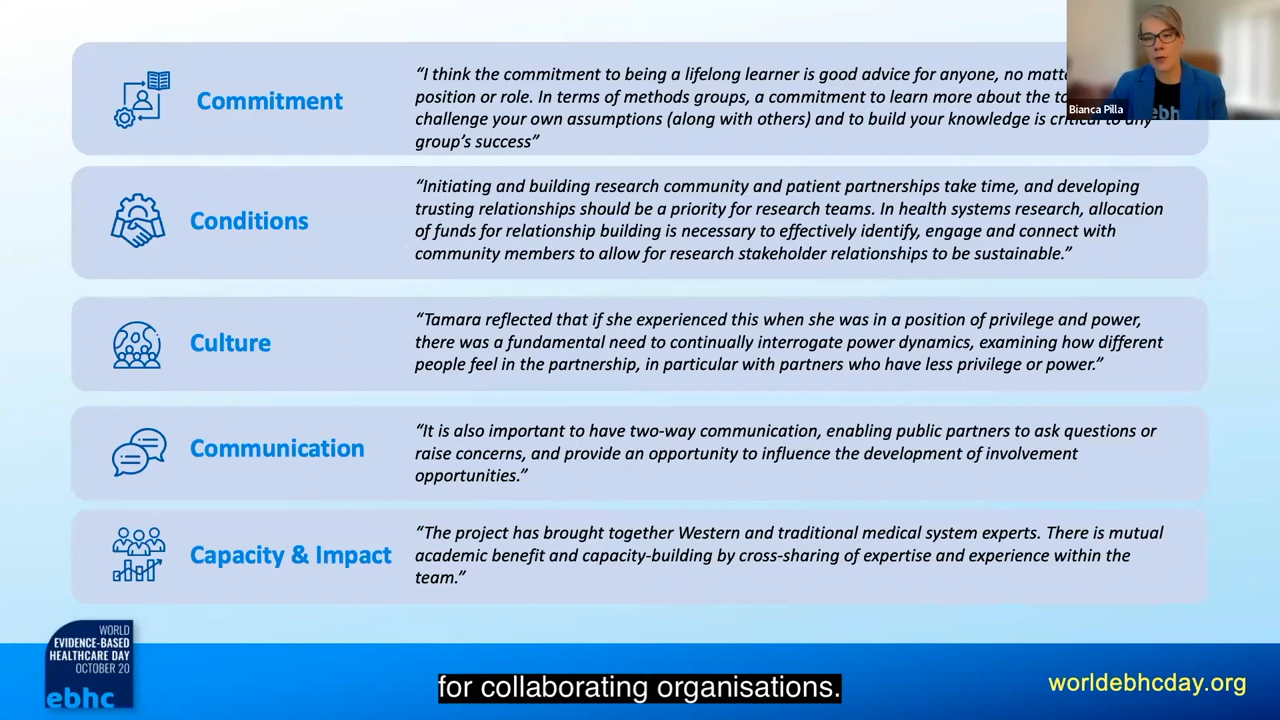 Commitment
“I think the commitment to being a lifelong learner is good advice for anyone, no
position or role. In terms of methods groups, a commitment to learn more about the
challenge your own assumptions (along with others) and to build your knowledge is
group’s success”
Bianca Pilla
ebh
Conditions
“Initiating and building research community and patient partnerships take time, and developing
trusting relationships should be a priority for research teams. In health systems research, allocation
of funds for relationship building is necessary to effectively identify, engage and connect with
community members to allow for research stakeholder relationships to be sustainable.”
Culture
“Tamara reflected that if she experienced this when she was in a position of privilege and power,
there was a fundamental need to continually interrogate power dynamics, examining how different
people feel in the partnership, in particular with partners who have less privilege or power.”
Communication
“It is also important to have two-way communication, enabling public partners to ask questions or
raise concerns, and provide an opportunity to influence the development of involvement
opportunities.”
Capacity & Impact
“The project has brought together Western and traditional medical system experts. There is mutual
academic benefit and capacity-building by cross-sharing of expertise and experience within the
team.”
WORLD
EVIDENCE-BASED
HEALTHCARE DAY
OCTOBER 20
ebhc
for collaborating organisations.
worldebhcday.org